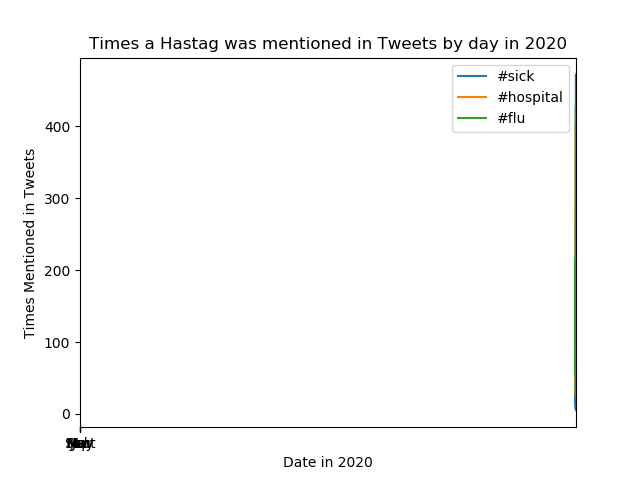 Times a Hastag was mentioned in Tweets by day in 2020
#sick
#hospital
#flu
Times Mentioned in Tweets
400
300
200
100
0
Date in 2020